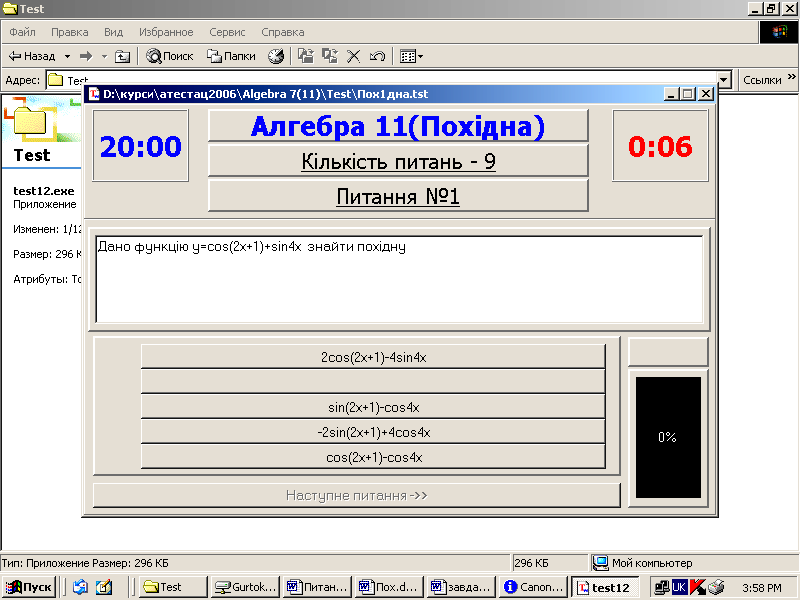 Test
Файл Правка Вид Избранное Сервис Справка
Назад Поиск Папки
Адрес: Test Ссылки »
D:\курси\атестац2006\Algebra 7(11)\Test\Пох1дна.tst
20:00
Алгебра 11(Похідна)
0:06
Кількість питань - 9
Питання №1
Test
test12.exe
Приложение
Изменен: 1/12
Размер: 296 К
Атрибуты: То
Дано функцію y=cos(2x+1)+sin4x знайти похідну
2cos(2x+1)-4sin4x
sin(2x+1)-cos4x
-2sin(2x+1)+4cos4x
cos(2x+1)-cos4x
0%
Наступне питання ->>
Тип: Приложение Размер: 296 КБ 296 КБ Мой компьютер
Пуск Test Gurtok... Питан... Пох.d... завда... Canon... test12 UK 3:58 PM